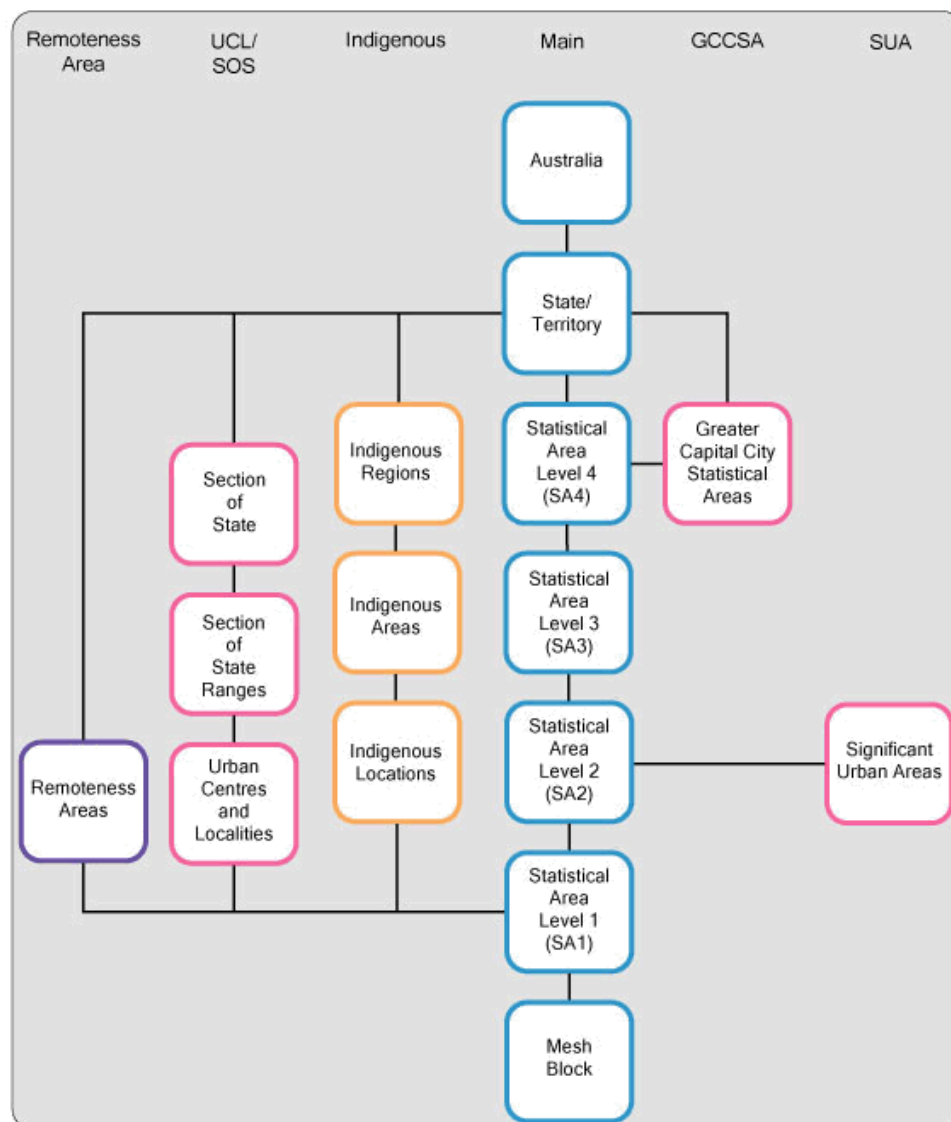 Remoteness
Area
UCL/
SOS
Indigenous
Main
GCCSA
SUA
Australia
State/
Territory
Section
of
State
Indigenous
Regions
Statistical
Area
Level 4
(SA4)
Greater
Capital City
Statistical
Areas
Section
of
State
Ranges
Indigenous
Areas
Statistical
Area
Level 3
(SA3)
Remoteness
Areas
Urban
Centres
and
Localities
Indigenous
Locations
Statistical
Area
Level 2
(SA2)
Significant
Urban Areas
Statistical
Area
Level 1
(SA1)
Mesh
Block